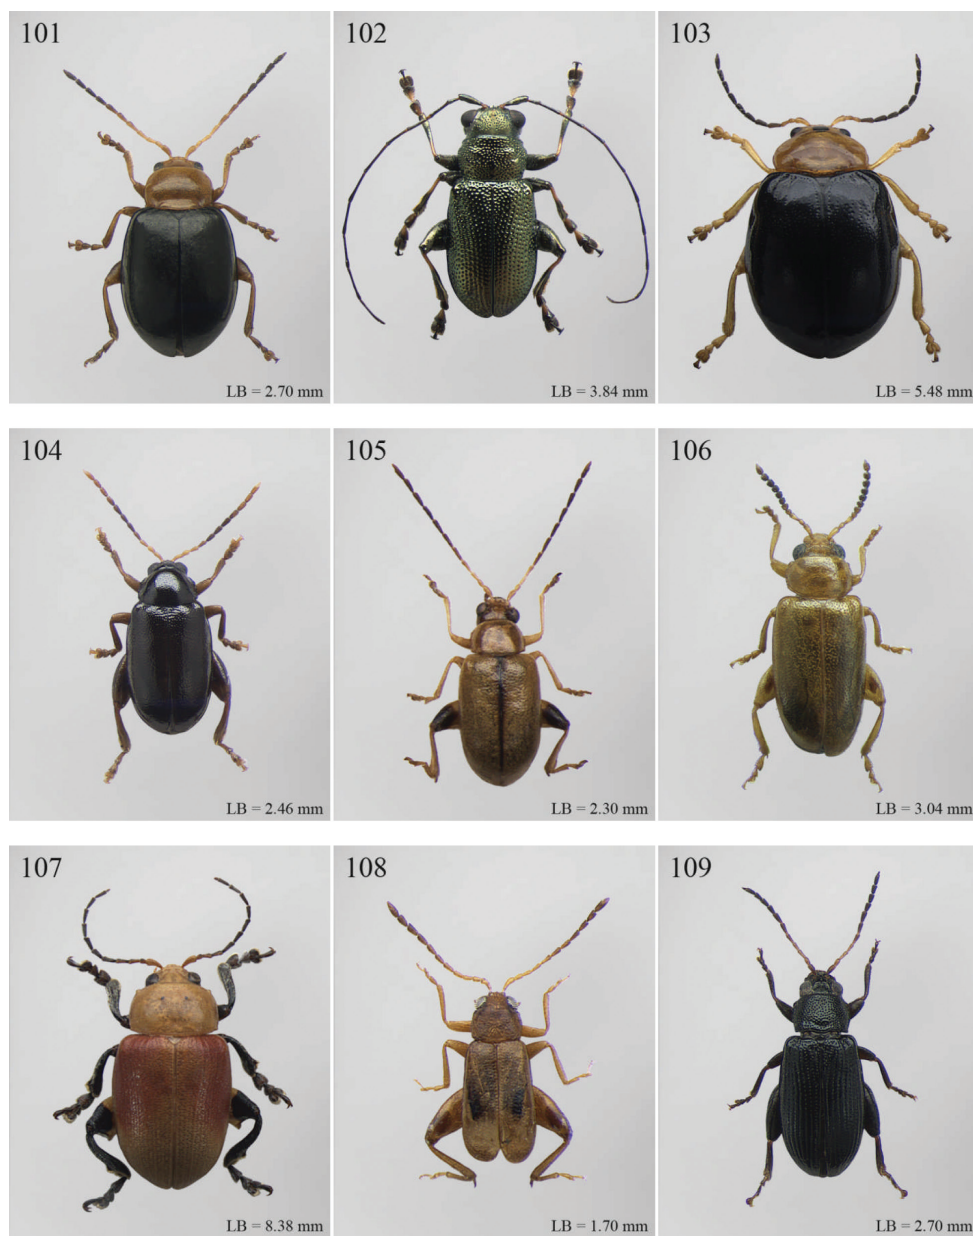 101
102
103
LB = 2.70 mm
LB = 3.84 mm
LB = 5.48 mm
104
105
106
LB = 2.46 mm
LB = 2.30 mm
LB = 3.04 mm
107
108
109
LB = 8.38 mm
LB = 1.70 mm
LB = 2.70 mm